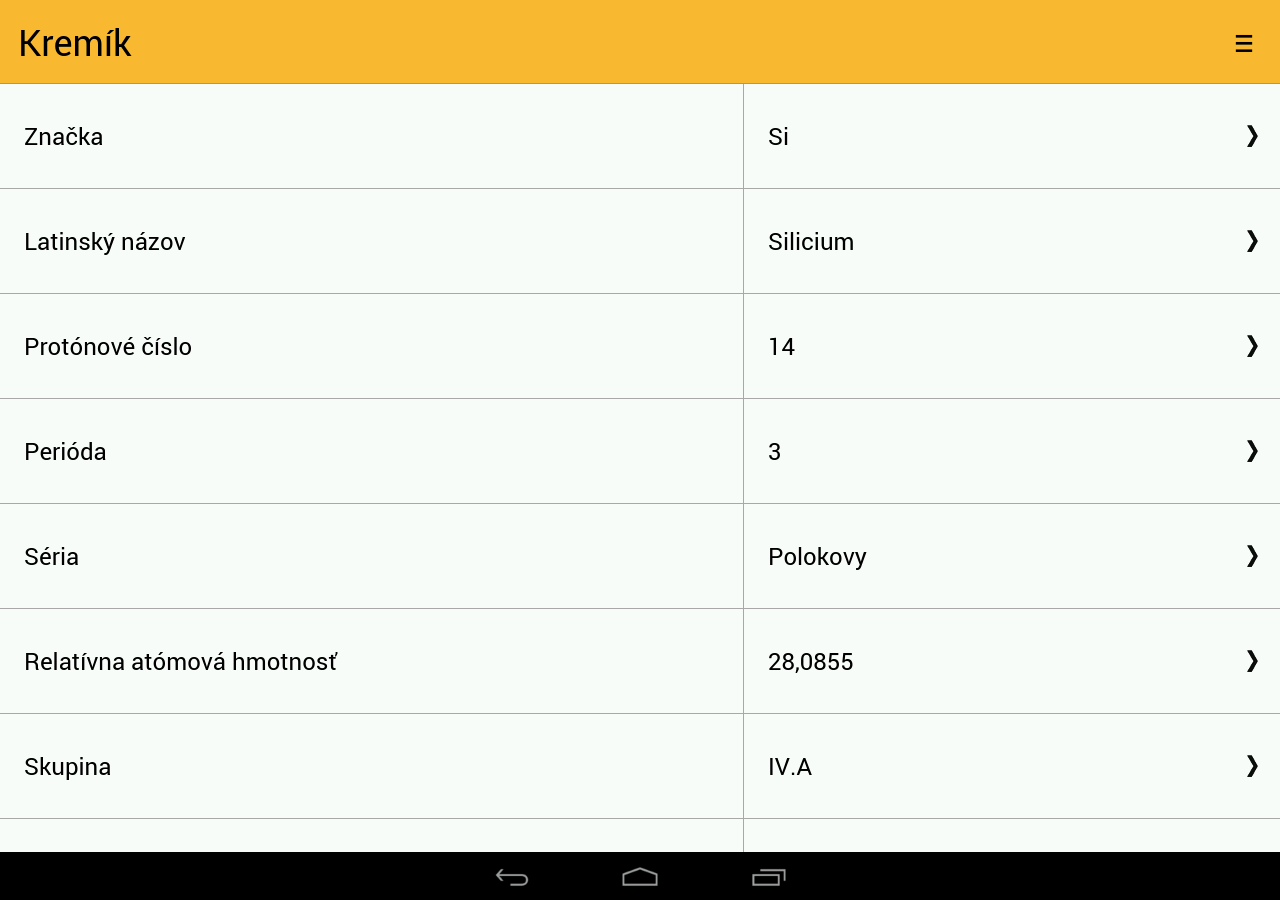 Kremík
Značka Si
Latinský názov Silicium
Protónové číslo 14
Perióda 3
Séria Polokovy
Relatívna atómová hmotnosť 28,0855
Skupina IV.A